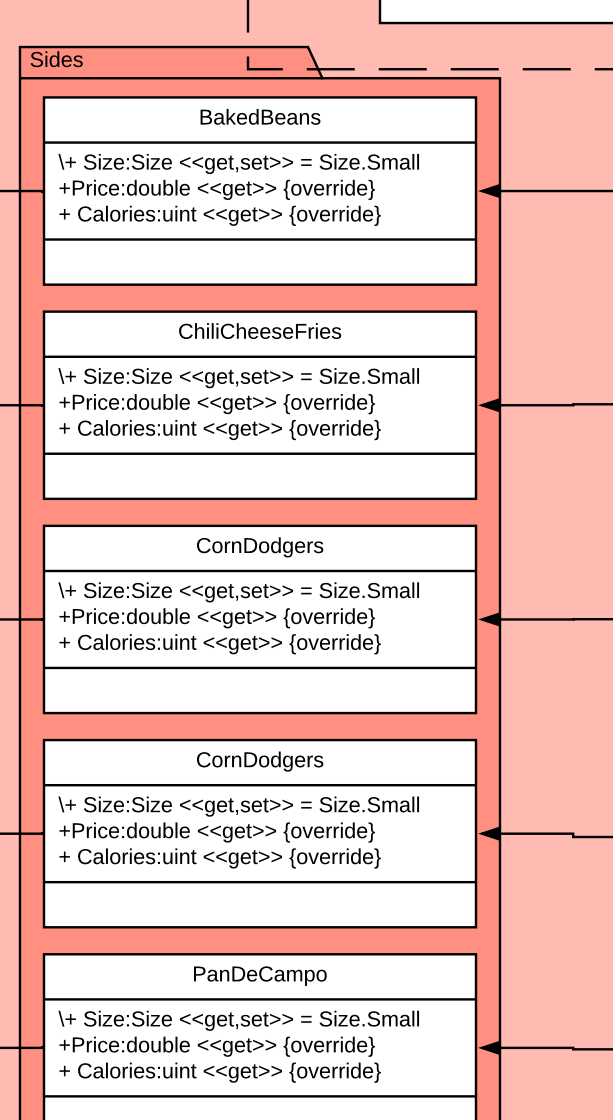 Sides
BakedBeans
\+ Size:Size <<get,set>> = Size.Small
+Price:double <<get>> {override}
+ Calories:uint <<get>> {override}
ChiliCheeseFries
\+ Size:Size <<get,set>> = Size.Small
+Price:double <<get>> {override}
+ Calories:uint <<get>> {override}
CornDodgers
\+ Size:Size <<get,set>> = Size.Small
+Price:double <<get>> {override}
+ Calories:uint <<get>> {override}
CornDodgers
\+ Size:Size <<get,set>> = Size.Small
+Price:double <<get>> {override}
+ Calories:uint <<get>> {override}
PanDeCampo
\+ Size:Size <<get,set>> = Size.Small
+Price:double <<get>> {override}
+ Calories:uint <<get>> {override}